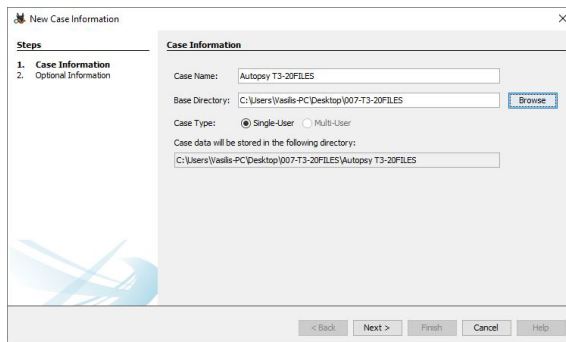 New Case Information
Steps
1. Case Information
2. Optional Information
Case Information
Case Name: Autopsy T3-20FILES
Base Directory: C:\Users\Vasilis-PC\Desktop\007-T3-20FILES Browse
Case Type: Single-User Multi-User
Case data will be stored in the following directory:
C:\Users\Vasilis-PC\Desktop\007-T3-20FILES\Autopsy T3-20FILES
< Back Next > Finish Cancel Help